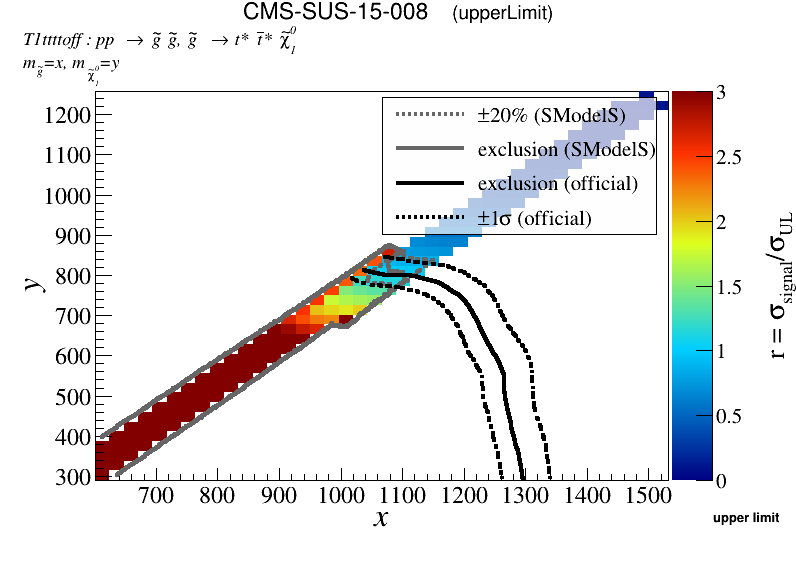 CMS-SUS-15-008 (upperLimit)
T1ttttoff : pp → g̃ g̃, g̃ → t* t̄* χ̃⁰₁
m_g̃=x, m_χ̃⁰₁=y
±20% (SModelS)
exclusion (SModelS)
exclusion (official)
±1σ (official)
y
1200
1100
1000
900
800
700
600
500
400
300
700 800 900 1000 1100 1200 1300 1400 1500
x
3
2.5
2
1.5
1
0.5
0
r = σ_signal/σ_UL
upper limit